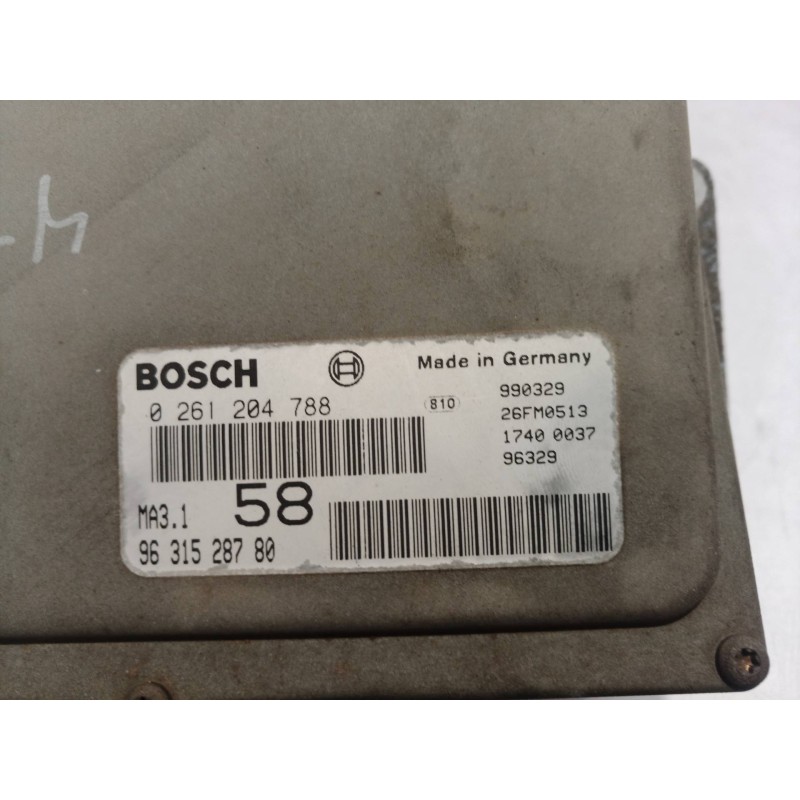 BOSCH
Made in Germany
0 261 204 788
810
990329
26FM0513
1740 0037
96329
MA3.1
58
96 315 287 80